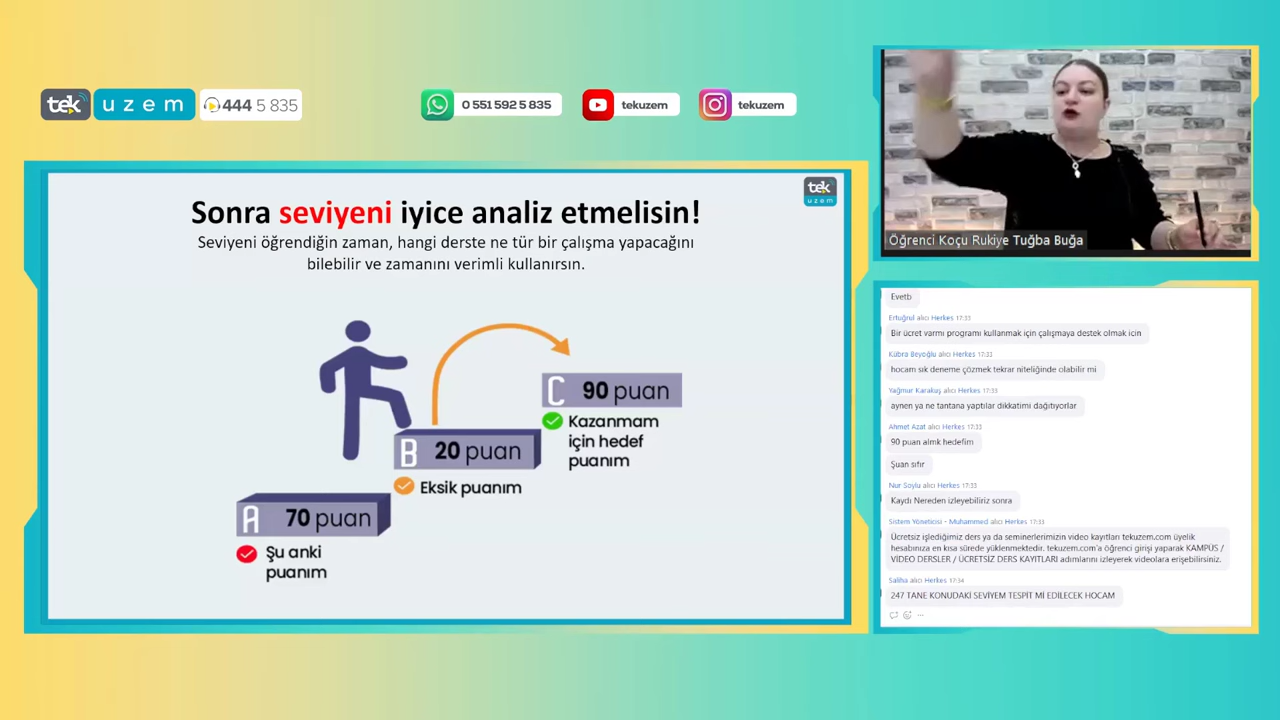 tek uzem 444 5 835
0 551 592 5 835
tekuzem
tekuzem
tek
uzem
Sonra seviyeni iyice analiz etmelisin!
Seviyeni öğrendiğin zaman, hangi derste ne tür bir çalışma yapacağını
bilebilir ve zamanını verimli kullanırsın.
C 90 puan
Kazanmam
için hedef
puanım
B 20 puan
Eksik puanım
A 70 puan
Şu anki
puanım
Öğrenci Koçu Rukiye Tuğba Buğa
Evetb
Ertuğrul alıcı Herkes 17:33
Bir ücret varmı programı kullanmak için çalışmaya destek olmak icin
Kübra Beyoğlu alıcı Herkes 17:33
hocam sık deneme çözmek tekrar niteliğinde olabilir mi
Yağmur Karakuş alıcı Herkes 17:33
aynen ya ne tantana yaptılar dikkatimi dağıtıyorlar
Ahmet Azat alıcı Herkes 17:33
90 puan almk hedefim
Şuan sıfır
Nur Soylu alıcı Herkes 17:33
Kaydı Nereden izleyebiliriz sonra
Sistem Yöneticisi - Muhammed alıcı Herkes 17:33
Ücretsiz işlediğimiz ders ya da seminerlerimizin video kayıtları tekuzem.com üyelik
hesabınıza en kısa sürede yüklenmektedir. tekuzem.com'a öğrenci girişi yaparak KAMPÜS /
VİDEO DERSLER / ÜCRETSİZ DERS KAYITLARI adımlarını izleyerek videolara erişebilirsiniz.
Saliha alıcı Herkes 17:34
247 TANE KONUDAKİ SEVİYEM TESPİT Mİ EDİLECEK HOCAM